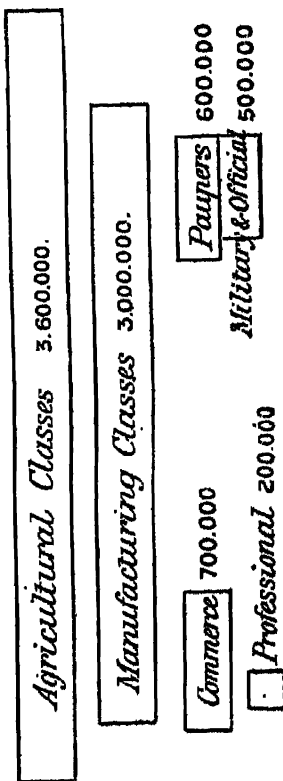 Agricultural Classes 3.600.000.
Manufacturing Classes 3.000.000.
Commerce 700.000
Paupers 600.000
Professional 200.000
Military & Official 500.000